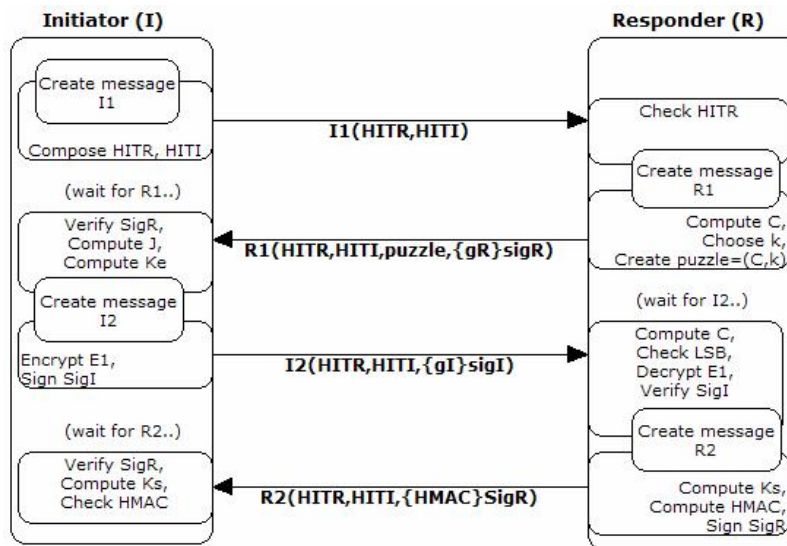 Initiator (I)
Responder (R)
Create message
I1
Compose HITR, HITI
I1(HITR,HITI)
Check HITR
Create message
R1
(wait for R1..)
Compute C,
Choose k,
Create puzzle=(C,k)
R1(HITR,HITI,puzzle,{gR}sigR)
Verify SigR,
Compute J,
Compute Ke
Create message
I2
(wait for I2..)
Encrypt E1,
Sign SigI
I2(HITR,HITI,{gI}sigI)
Compute C,
Check LSB,
Decrypt E1,
Verify SigI
(wait for R2..)
Create message
R2
Verify SigR,
Compute Ks,
Check HMAC
R2(HITR,HITI,{HMAC}SigR)
Compute Ks,
Compute HMAC,
Sign SigR